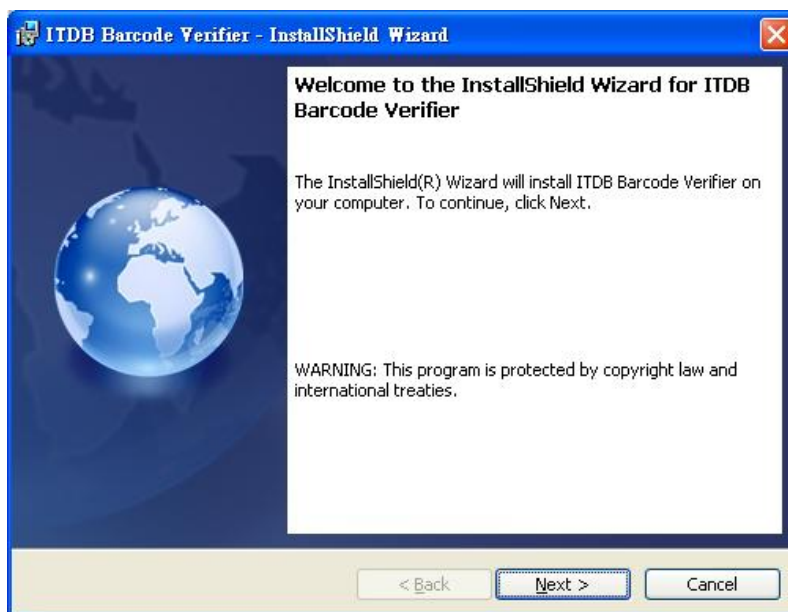 ITDB Barcode Verifier - InstallShield Wizard
Welcome to the InstallShield Wizard for ITDB
Barcode Verifier
The InstallShield(R) Wizard will install ITDB Barcode Verifier on
your computer. To continue, click Next.
WARNING: This program is protected by copyright law and
international treaties.
< Back Next > Cancel